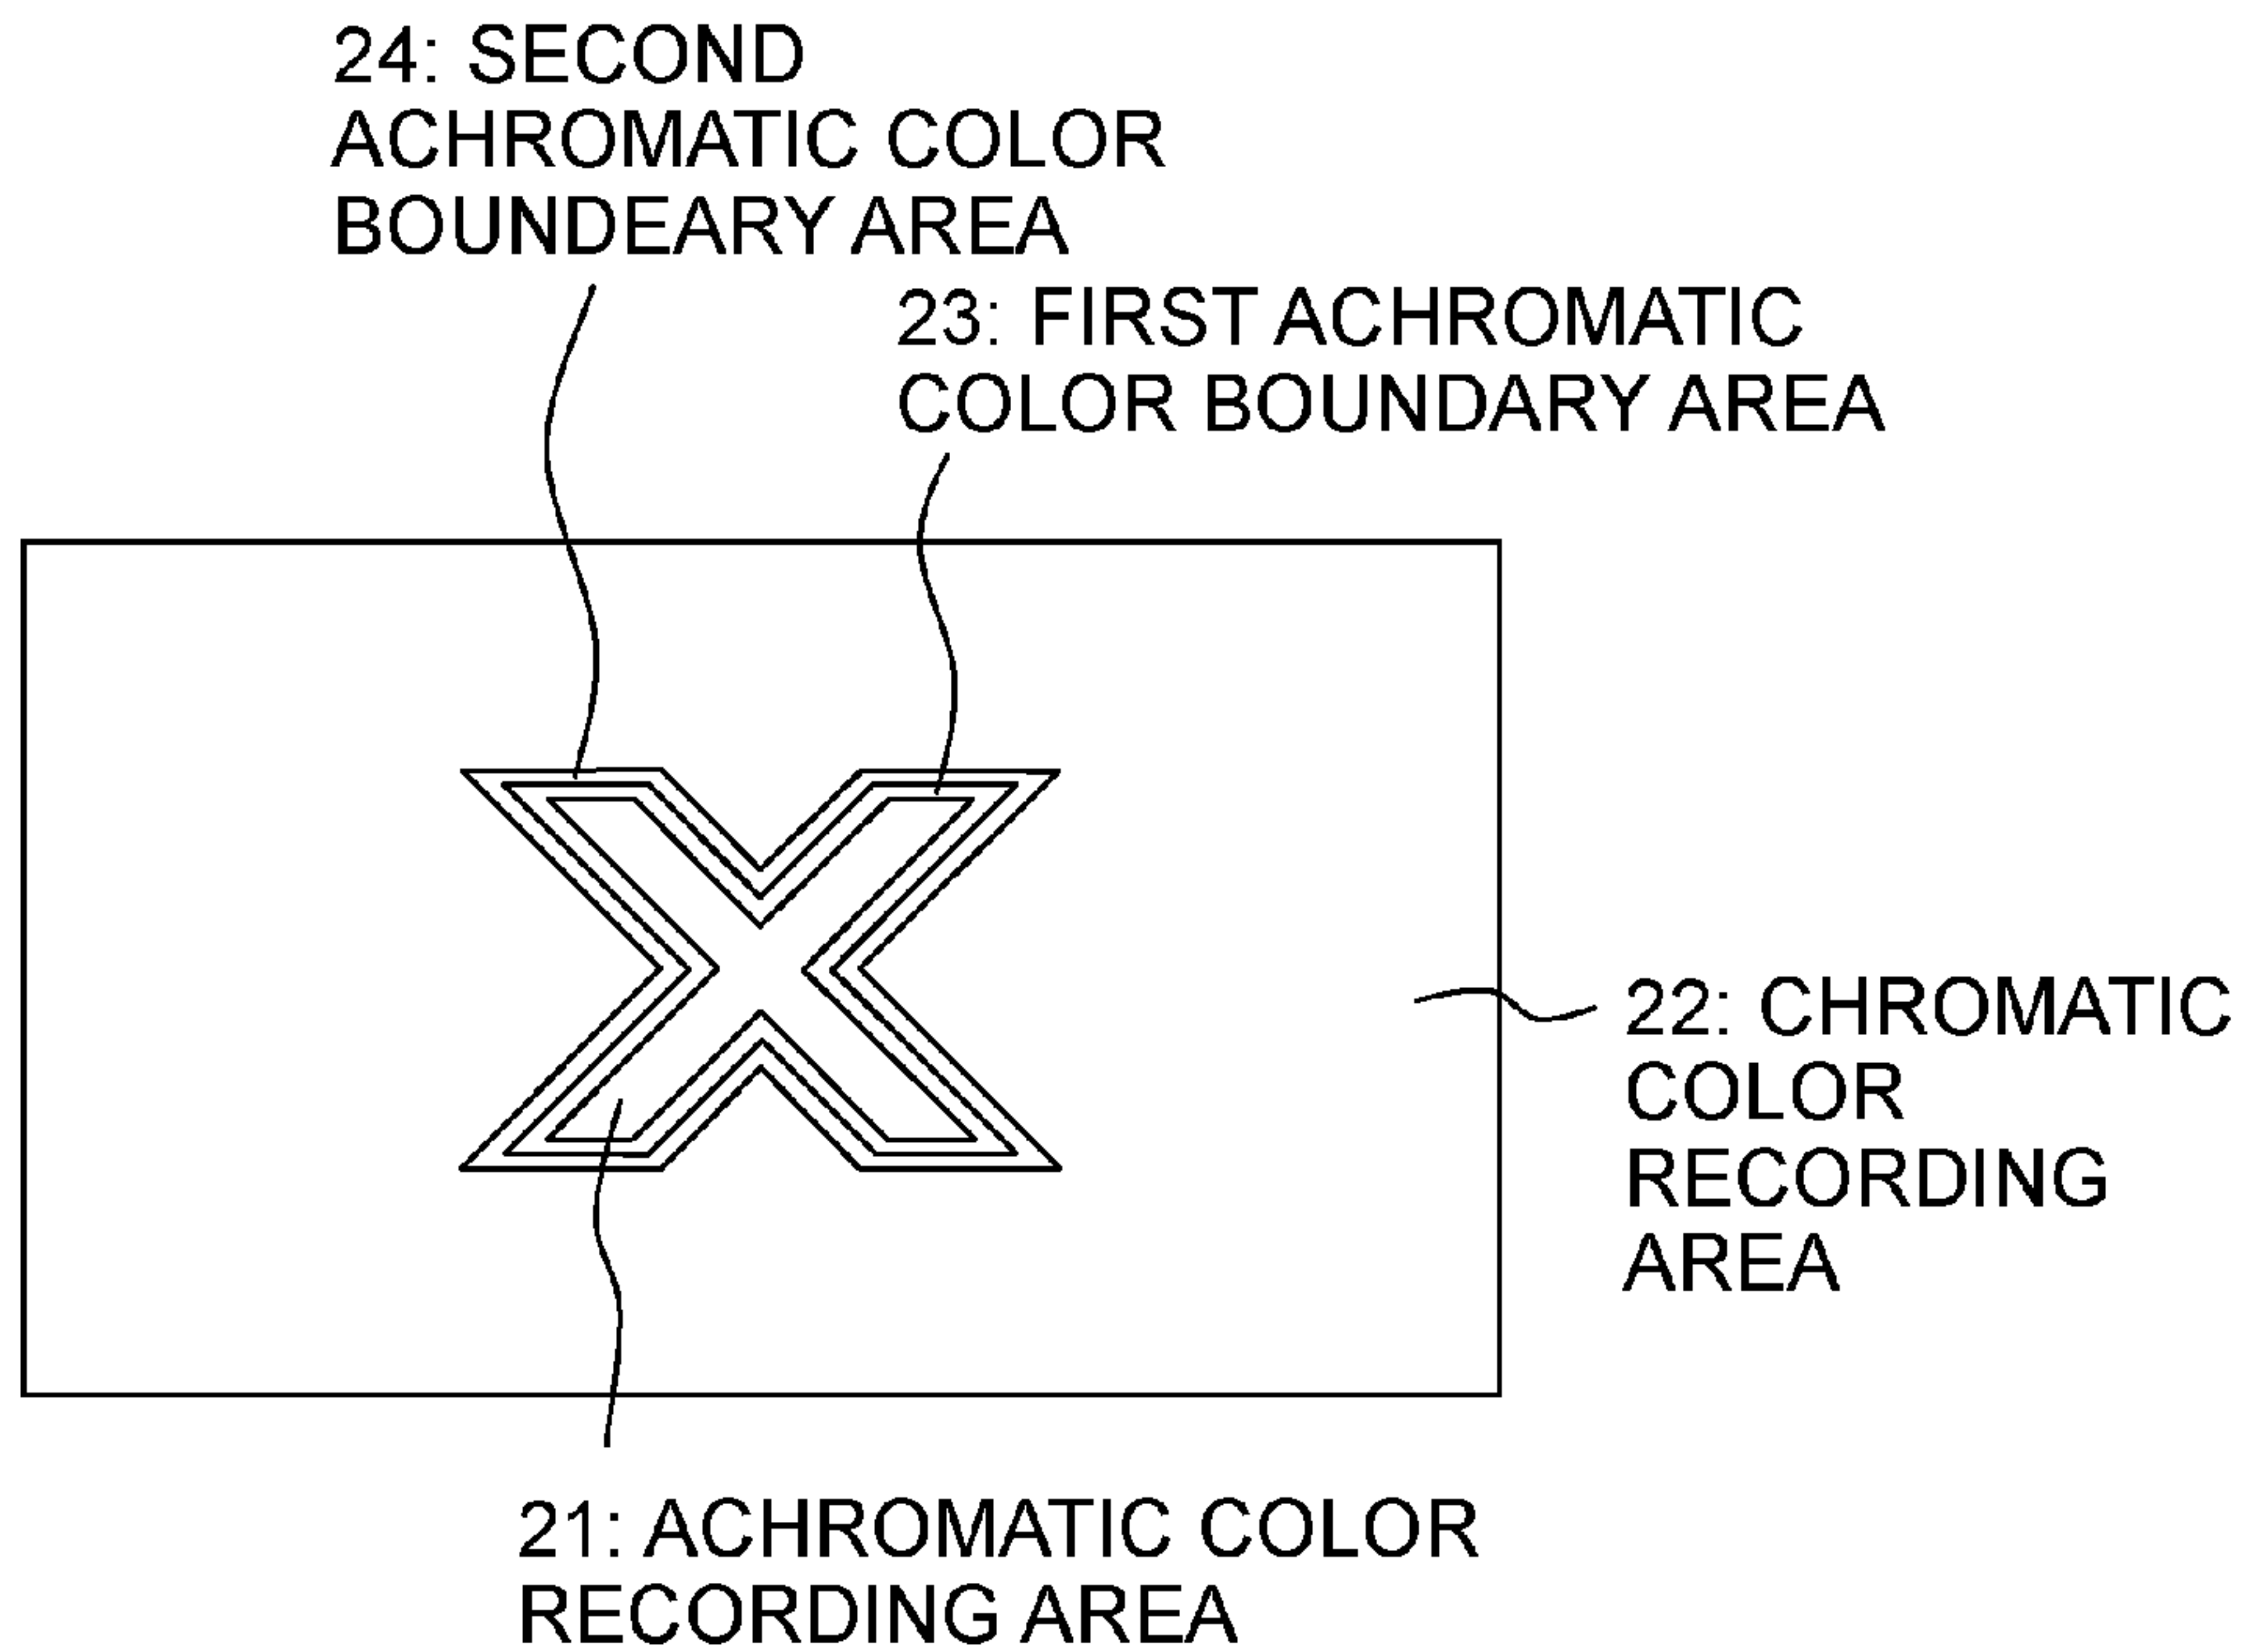 24: SECOND
ACHROMATIC COLOR
BOUNDEARY AREA
23: FIRST ACHROMATIC
COLOR BOUNDARY AREA
22: CHROMATIC
COLOR
RECORDING
AREA
21: ACHROMATIC COLOR
RECORDING AREA